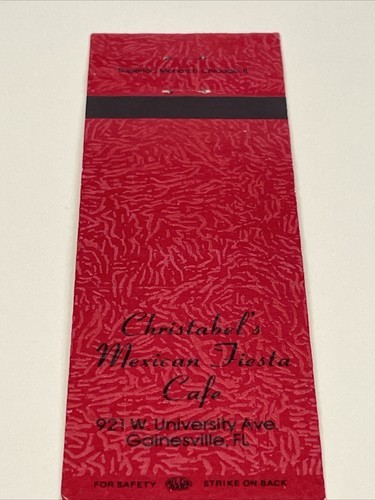 Christabel's
Mexican Fiesta
Cafe
921 W. University Ave.
Gainesville, FL
FOR SAFETY STRIKE ON BACK